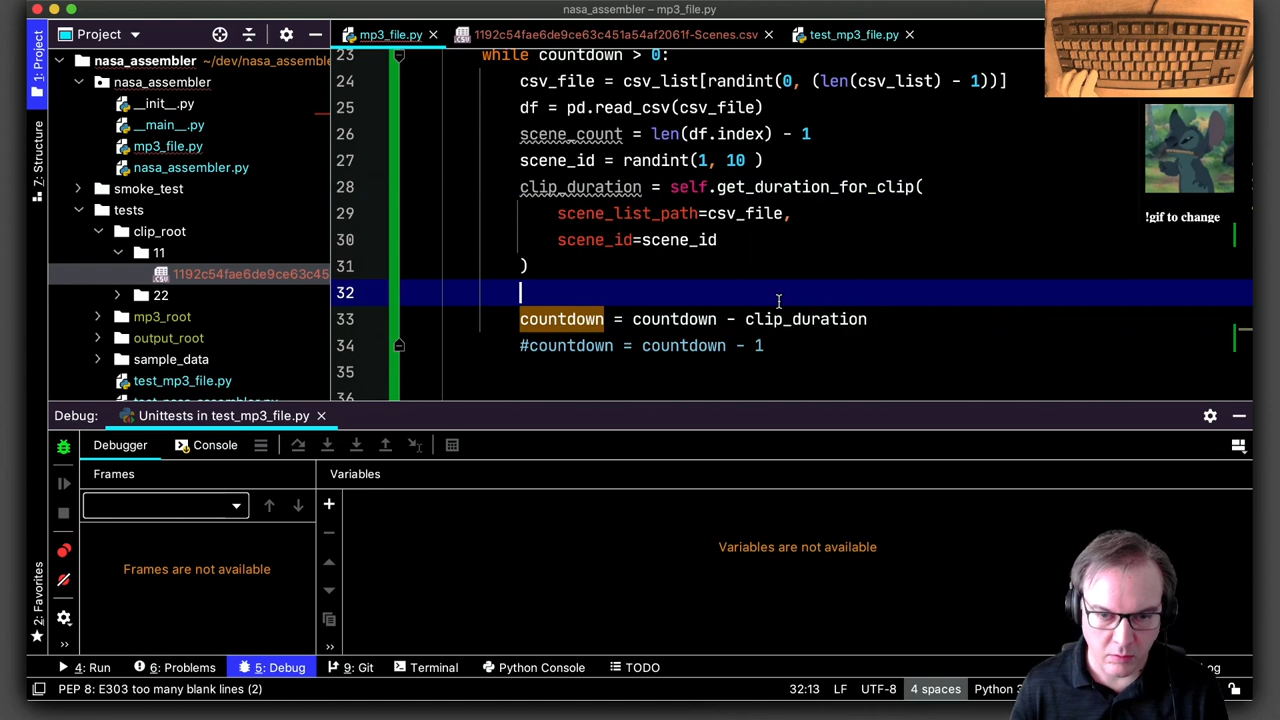 nasa_assembler – mp3_file.py
Project
mp3_file.py
1192c54fae6de9ce63c451a54af2061f-Scenes.csv
test_mp3_file.py
1: Project
7: Structure
2: Favorites
nasa_assembler ~/dev/nasa_assemble
nasa_assembler
__init__.py
__main__.py
mp3_file.py
nasa_assembler.py
smoke_test
tests
clip_root
11
1192c54fae6de9ce63c45
22
mp3_root
output_root
sample_data
test_mp3_file.py
23 while countdown > 0:
24 csv_file = csv_list[randint(0, (len(csv_list) - 1))]
25 df = pd.read_csv(csv_file)
26 scene_count = len(df.index) - 1
27 scene_id = randint(1, 10 )
28 clip_duration = self.get_duration_for_clip(
29 scene_list_path=csv_file,
30 scene_id=scene_id
31 )
32
33 countdown = countdown - clip_duration
34 #countdown = countdown - 1
35
36
!gif to change
Debug: Unittests in test_mp3_file.py
Debugger Console
Frames
Variables
Frames are not available
Variables are not available
4: Run 6: Problems 5: Debug 9: Git Terminal Python Console TODO
PEP 8: E303 too many blank lines (2)
32:13 LF UTF-8 4 spaces Python